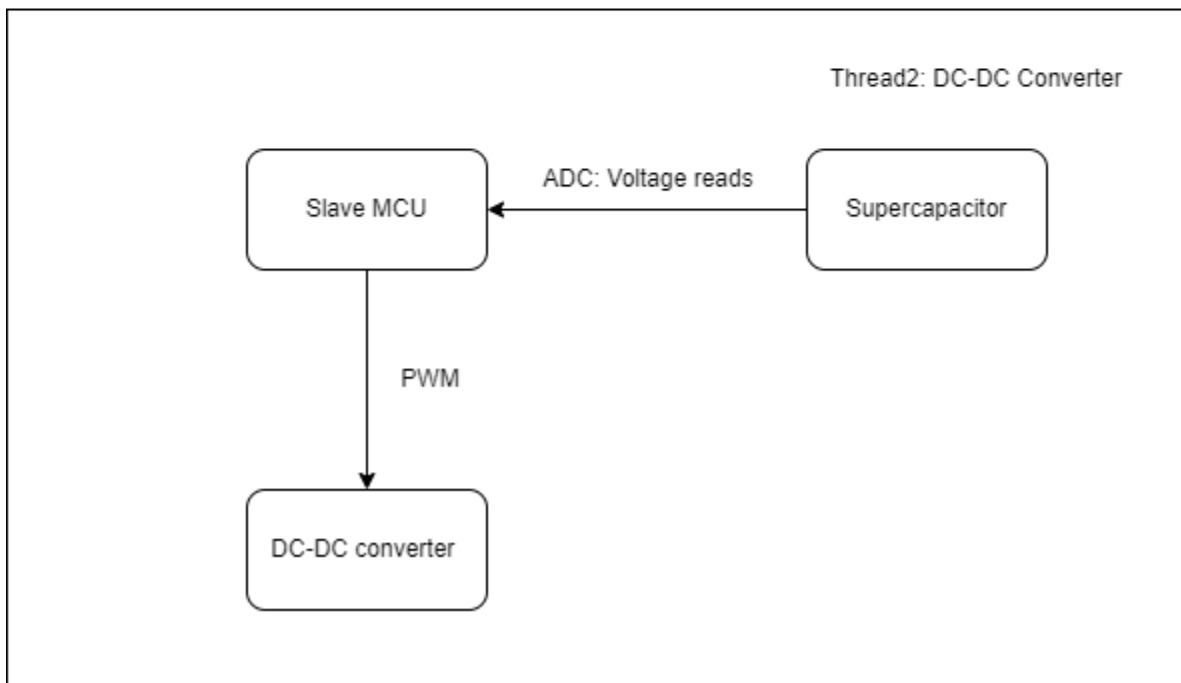 Thread2: DC-DC Converter
ADC: Voltage reads
Slave MCU
Supercapacitor
PWM
DC-DC converter